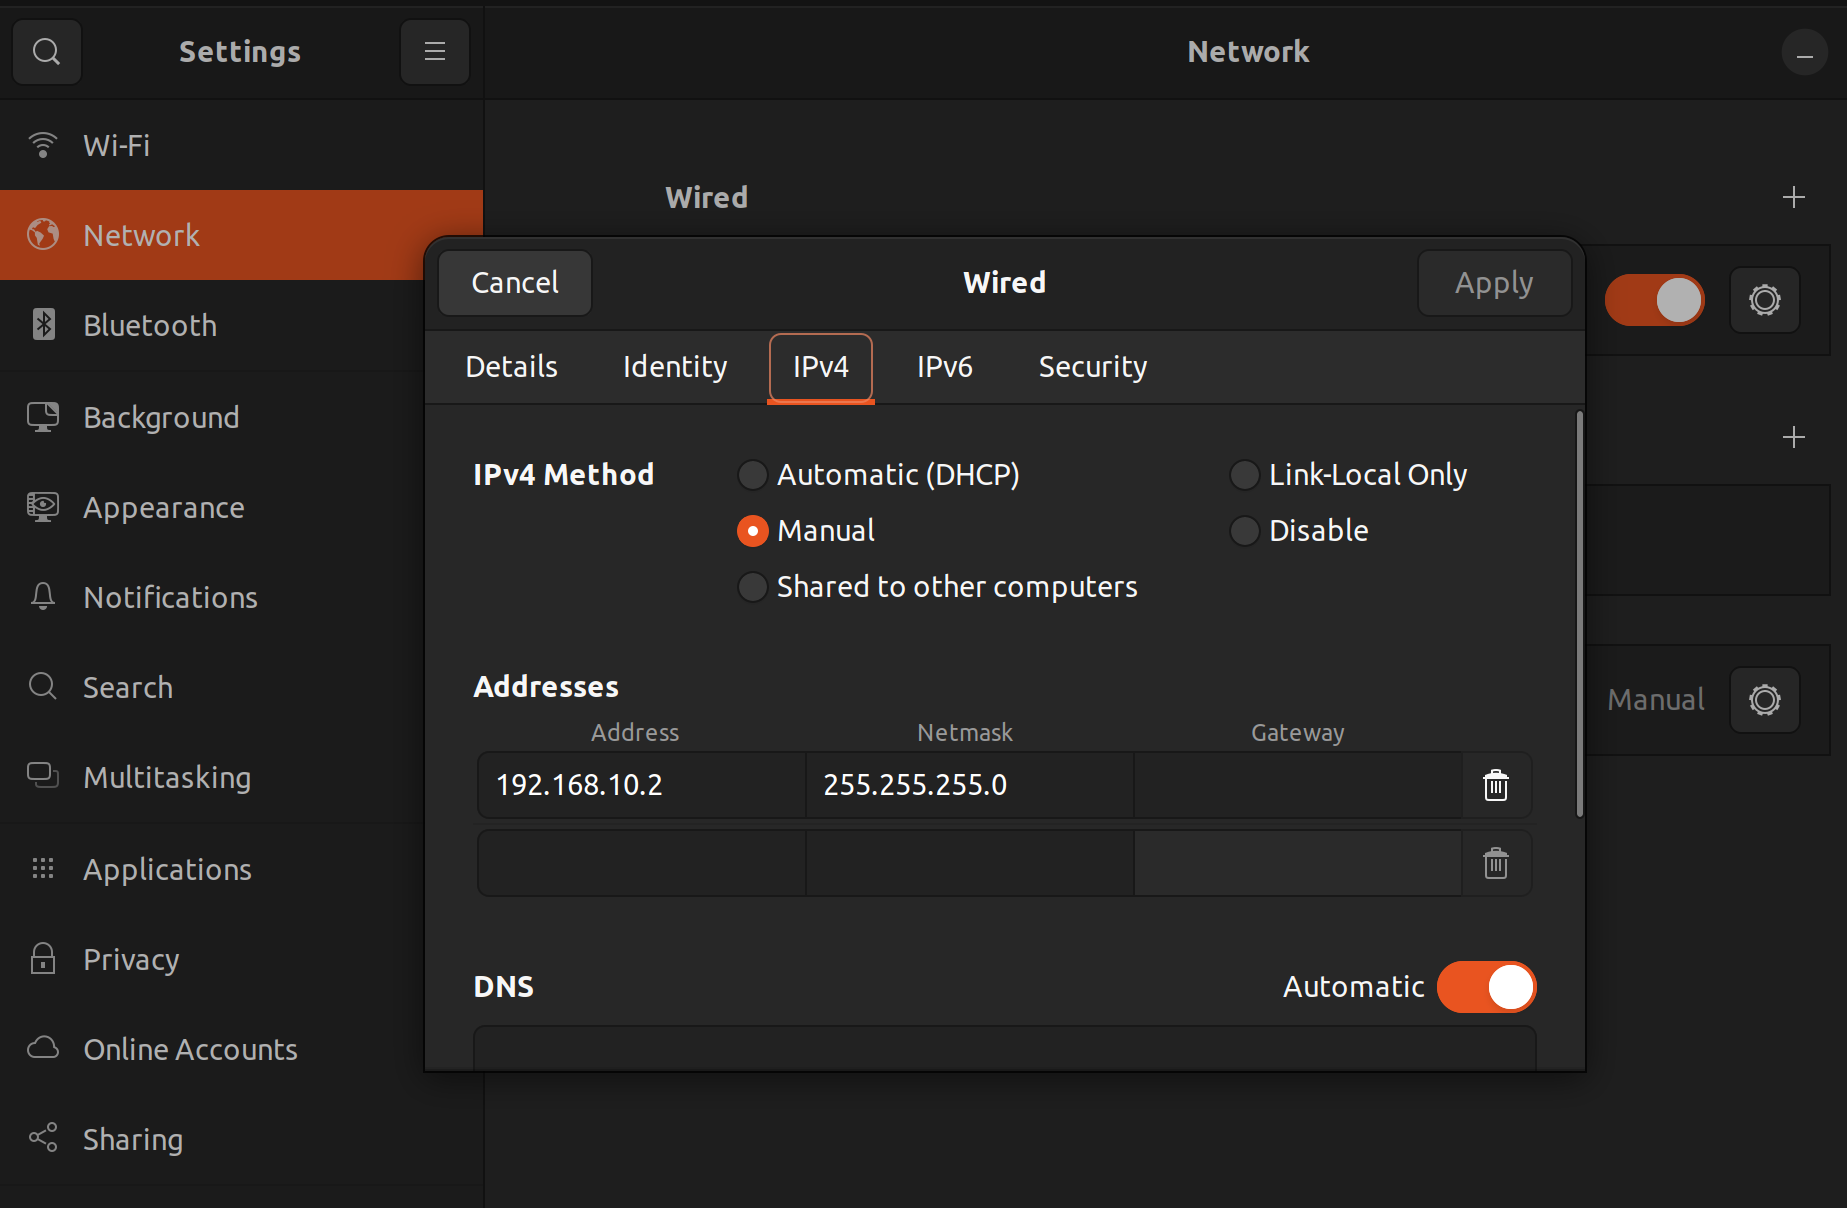 Settings
Network
Wi-Fi
Network
Bluetooth
Background
Appearance
Notifications
Search
Multitasking
Applications
Privacy
Online Accounts
Sharing
Wired
Manual
Cancel
Wired
Apply
Details
Identity
IPv4
IPv6
Security
IPv4 Method
Automatic (DHCP)
Link-Local Only
Manual
Disable
Shared to other computers
Addresses
Address
Netmask
Gateway
192.168.10.2
255.255.255.0
DNS
Automatic